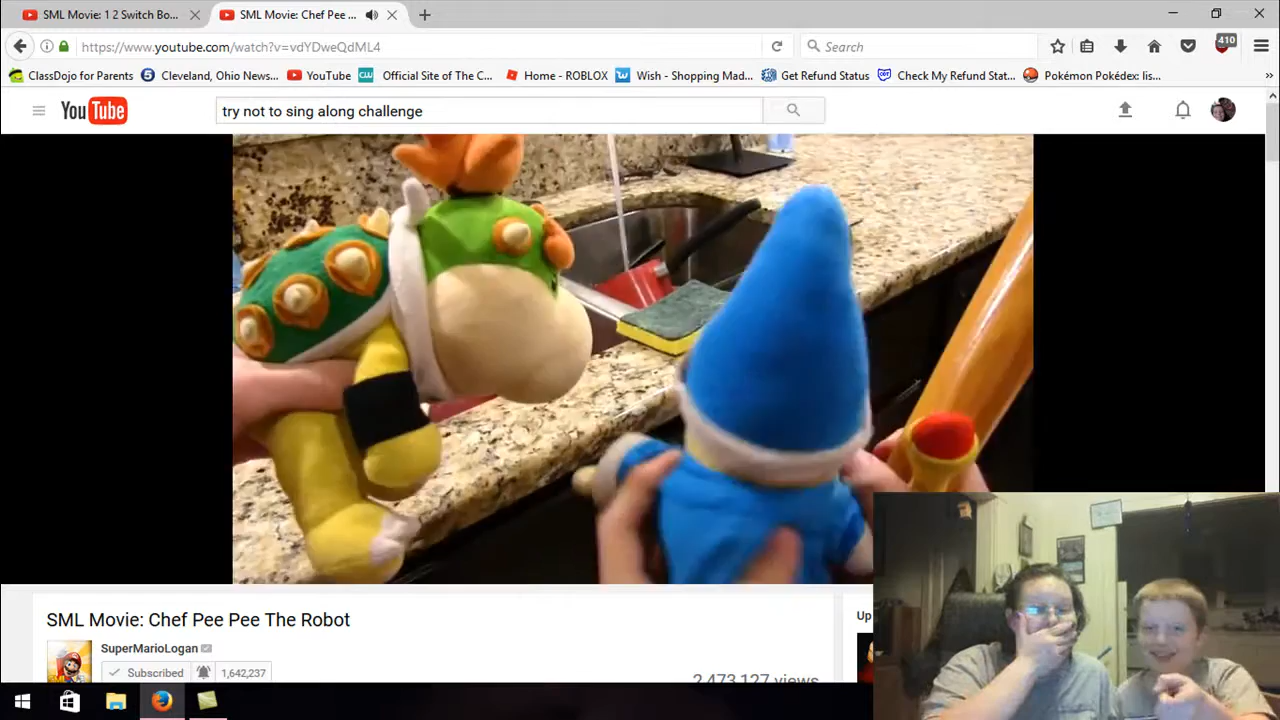 SML Movie: 1 2 Switch Bo...
SML Movie: Chef Pee ...
https://www.youtube.com/watch?v=vdYDweQdML4
Search
410
ClassDojo for Parents
Cleveland, Ohio News...
YouTube
CW Official Site of The C...
Home - ROBLOX
Wish - Shopping Mad...
Get Refund Status
Check My Refund Stat...
Pokémon Pokédex: lis...
YouTube
try not to sing along challenge
SML Movie: Chef Pee Pee The Robot
SuperMarioLogan
Subscribed
1,642,237
2,473,127 views
Up